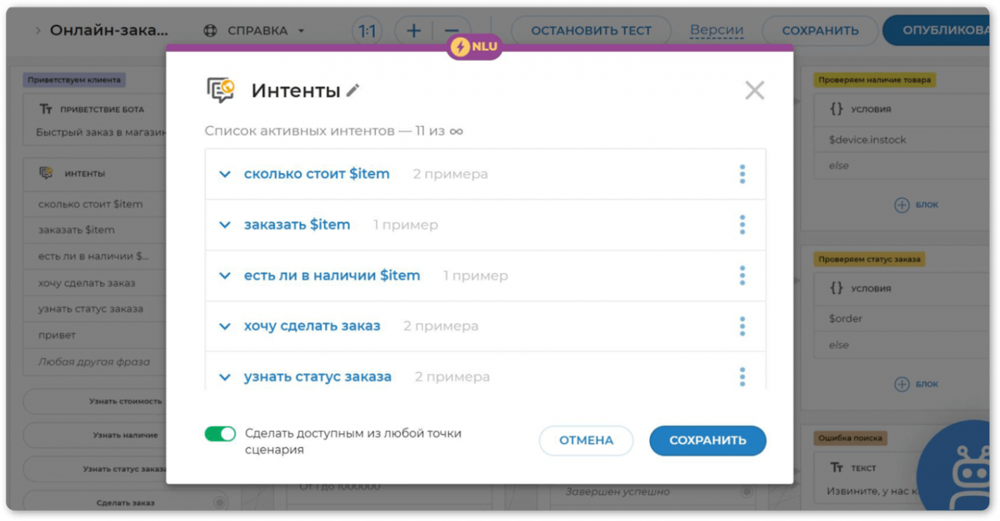 Онлайн-зака...
СПРАВКА
1:1
ОСТАНОВИТЬ ТЕСТ
Версии
СОХРАНИТЬ
ОПУБЛИКОВА
NLU
Приветствуем клиента
ПРИВЕТСТВИЕ БОТА
Быстрый заказ в магазин
ИНТЕНТЫ
сколько стоит $item
заказать $item
есть ли в наличии $...
хочу сделать заказ
узнать статус заказа
привет
Любая другая фраза
Узнать стоимость
Узнать наличие
Узнать статус заказа
Сделать заказ
Интенты
Список активных интентов — 11 из ∞
сколько стоит $item 2 примера
заказать $item 1 пример
есть ли в наличии $item 1 пример
хочу сделать заказ 2 примера
узнать статус заказа 2 примера
Сделать доступным из любой точки
сценария
ОТМЕНА
СОХРАНИТЬ
От 1 до 1000000
Завершен успешно
Проверяем наличие товара
{} УСЛОВИЯ
$device.instock
else
БЛОК
Проверяем статус заказа
{} УСЛОВИЯ
$order
else
БЛОК
Ошибка поиска
Тт ТЕКСТ
Извините, у нас к